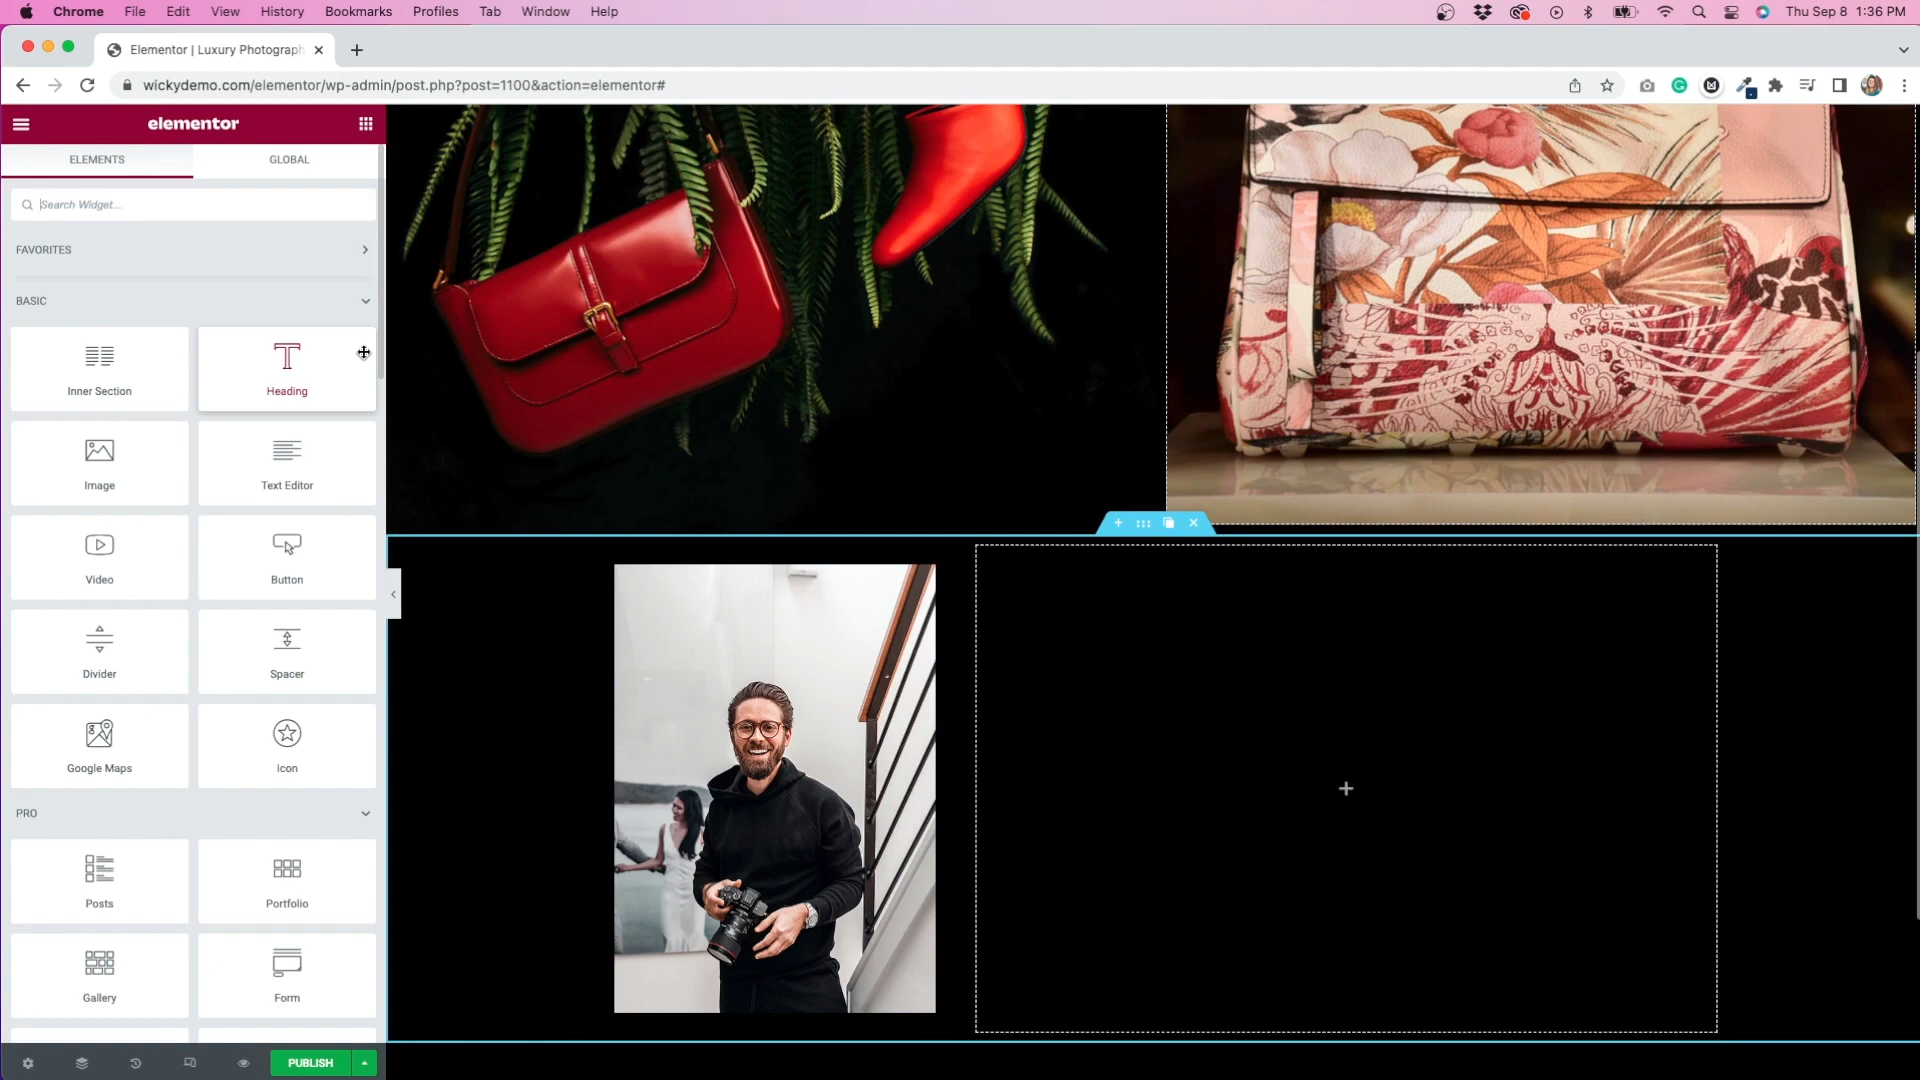 Chrome File Edit View History Bookmarks Profiles Tab Window Help Thu Sep 8 1:36 PM
Elementor | Luxury Photograph
wickydemo.com/elementor/wp-admin/post.php?post=1100&action=elementor#
elementor
ELEMENTS GLOBAL
Search Widget...
FAVORITES
BASIC
Inner Section Heading
Image Text Editor
Video Button
Divider Spacer
Google Maps Icon
PRO
Posts Portfolio
Gallery Form
PUBLISH